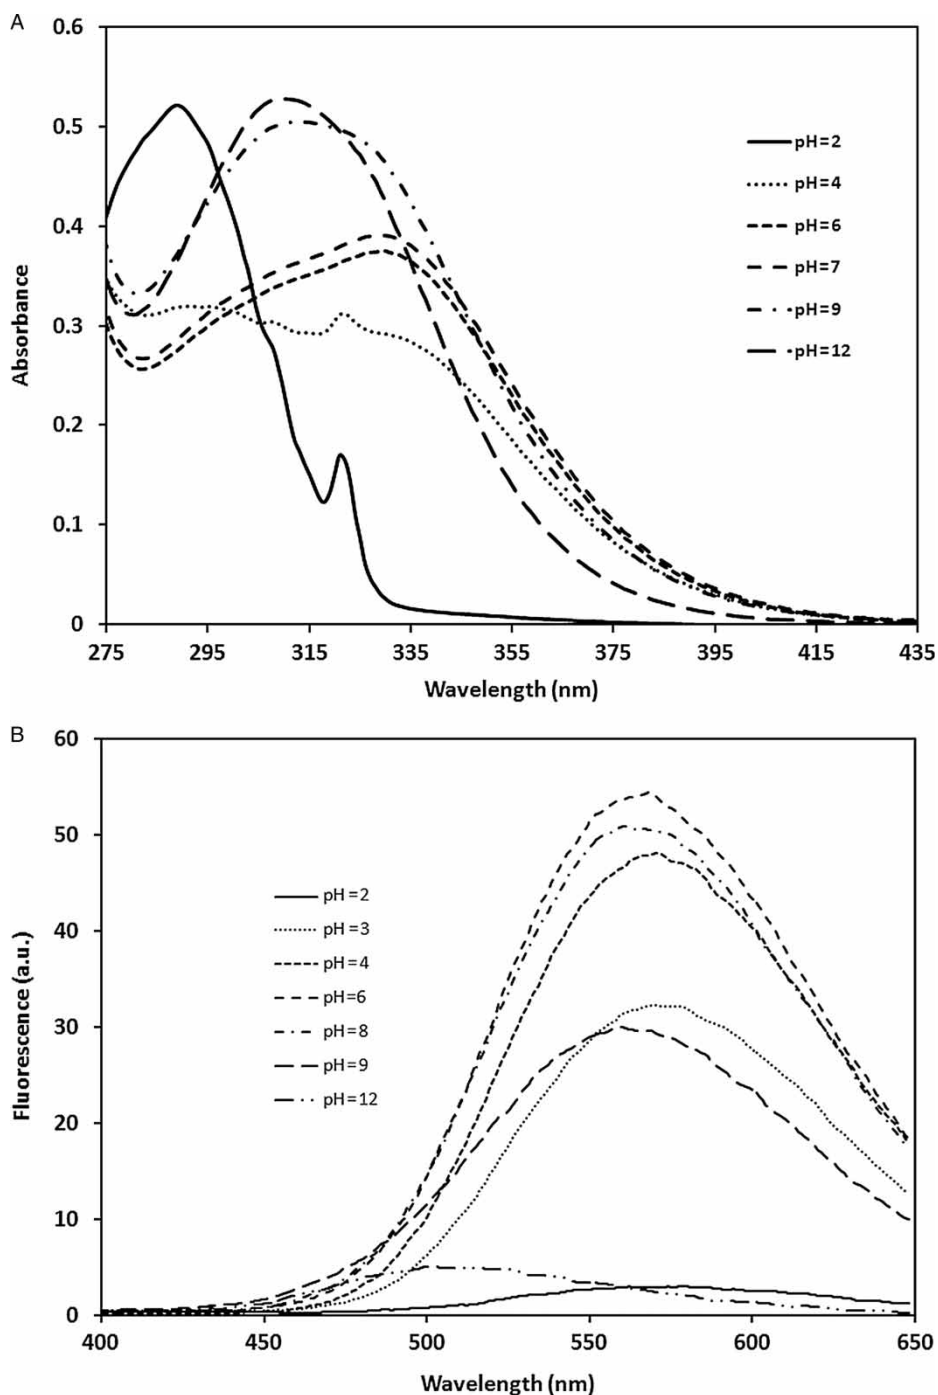 A
0.6
0.5
0.4
0.3
0.2
0.1
0
Absorbance
pH=2
pH=4
pH=6
pH=7
pH=9
pH=12
275 295 315 335 355 375 395 415 435
Wavelength (nm)
B
60
50
40
30
20
10
0
Fluorescence (a.u.)
pH=2
pH=3
pH=4
pH=6
pH=8
pH=9
pH=12
400 450 500 550 600 650
Wavelength (nm)